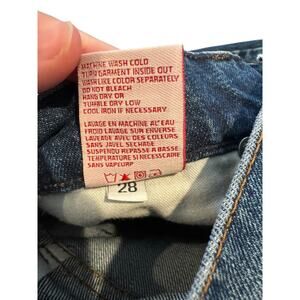 MACHINE WASH COLD
TURN GARMENT INSIDE OUT
WASH LIKE COLOR SEPARATELY
DO NOT BLEACH
HANG DRY OR
TUMBLE DRY LOW
COOL IRON IF NECESSARY
LAVAGE EN MACHINE A L'EAU
FROID LAVAGE SUR ENVERSE
LAVEAGE AVEC DES COULEURS
SANS JAVEL SECHAGE
SUSPENDU REPASSE A BASSE
TEMPERATURE SI NECESSAIRE
SANS VAPEUR
28